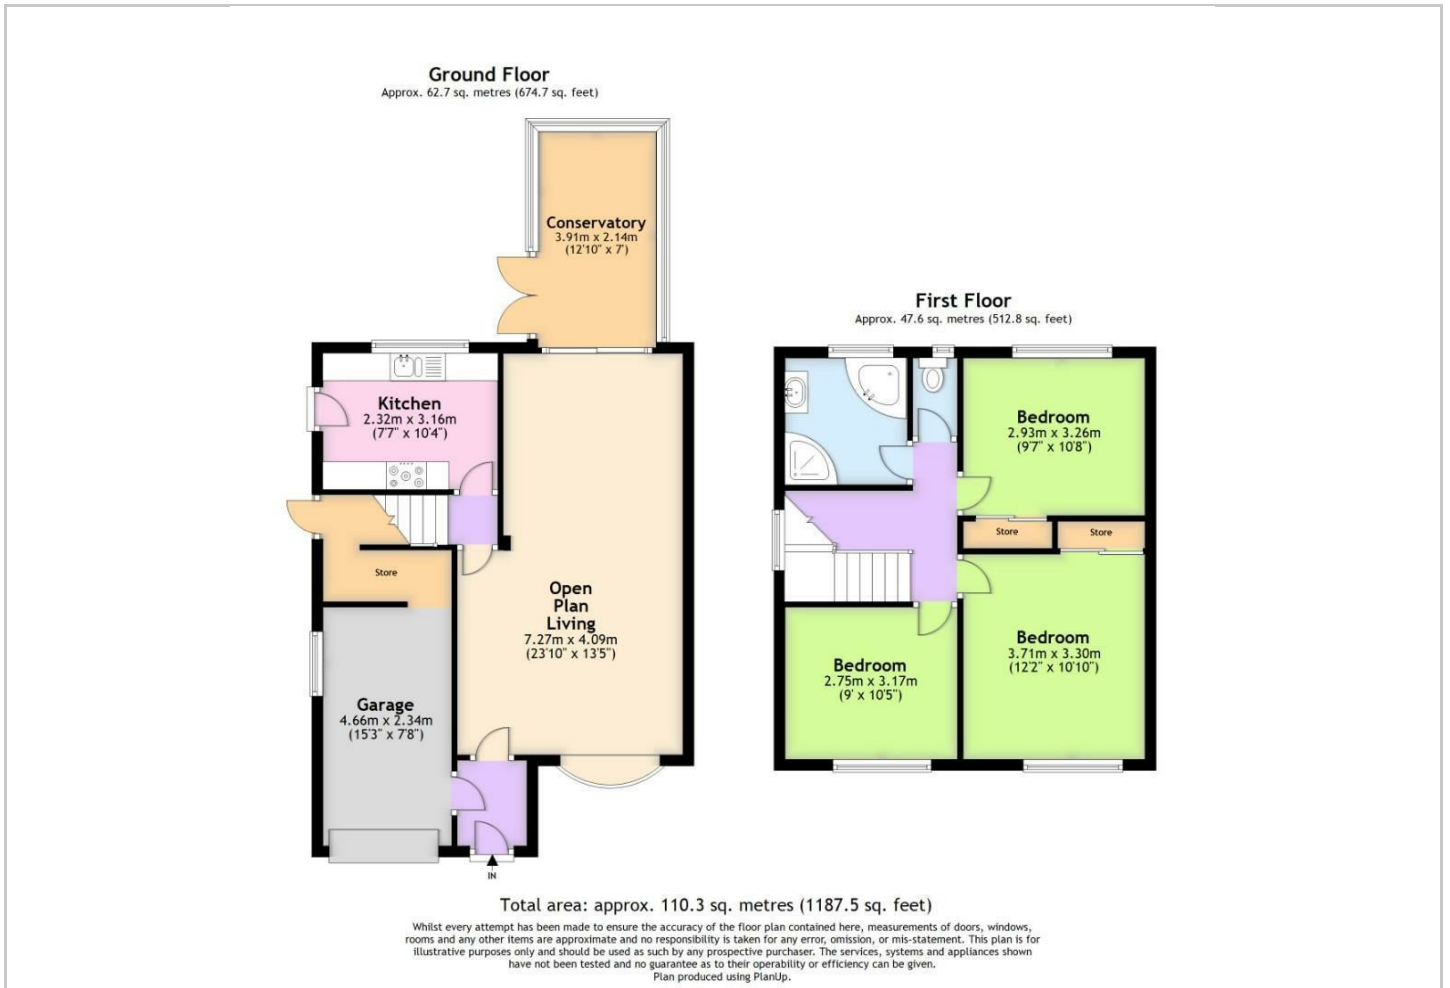 Ground Floor
Approx. 62.7 sq. metres (674.7 sq. feet)
Conservatory
3.91m x 2.14m
(12'10" x 7')
First Floor
Approx. 47.6 sq. metres (512.8 sq. feet)
Kitchen
2.32m x 3.16m
(7'7" x 10'4")
Store
Open
Plan
Living
7.27m x 4.09m
(23'10" x 13'5")
Garage
4.66m x 2.34m
(15'3" x 7'8")
IN
Bedroom
2.93m x 3.26m
(9'7" x 10'8")
Store
Store
Bedroom
3.71m x 3.30m
(12'2" x 10'10")
Bedroom
2.75m x 3.17m
(9' x 10'5")
Total area: approx. 110.3 sq. metres (1187.5 sq. feet)
Whilst every attempt has been made to ensure the accuracy of the floor plan contained here, measurements of doors, windows,
rooms and any other items are approximate and no responsibility is taken for any error, omission, or mis-statement. This plan is for
illustrative purposes only and should be used as such by any prospective purchaser. The services, systems and appliances shown
have not been tested and no guarantee as to their operability or efficiency can be given.
Plan produced using PlanUp.